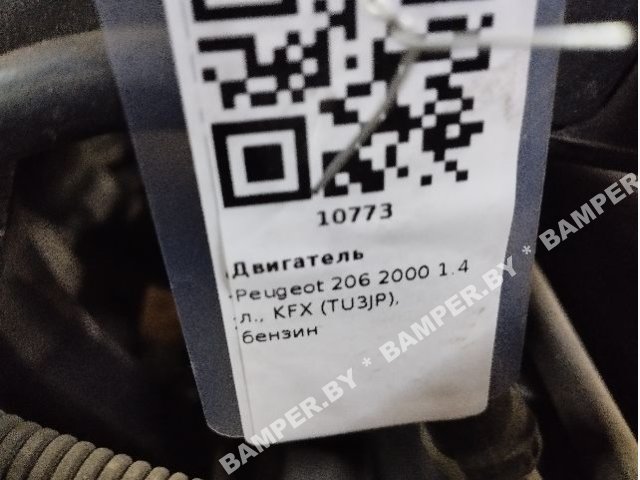 10773
Двигатель
Peugeot 206 2000 1.4
л., KFX (TU3JP),
бензин
BAMPER.BY * BAMPER.BY * BAMPER